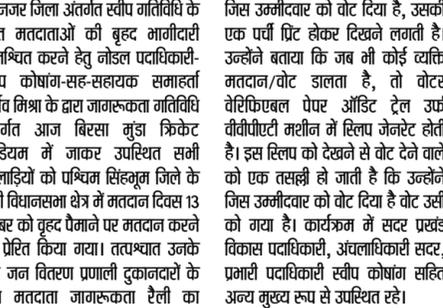 नजर जिला अंतर्गत स्वीप गतिविधि के
त मतदाताओं की बृहद भागीदारी
श्चित करने हेतु नोडल पदाधिकारी-
प कोषांग-सह-सहायक समाहर्ता
र्व मिश्रा के द्वारा जागरूकता गतिविधि
र्गत आज बिरसा मुंडा क्रिकेट
डियम में जाकर उपस्थित सभी
लाड़ियों को पश्चिम सिंहभूम जिले के
ी विधानसभा क्षेत्र में मतदान दिवस 13
बर को वृहद पैमाने पर मतदान करने
प्रेरित किया गया। तत्पश्चात उनके
जन वितरण प्रणाली दुकानदारों के
मतदाता जागरूकता रैली का
जिस उम्मीदवार को वोट दिया है, उसकी
एक पर्ची प्रिंट होकर दिखने लगती है।
उन्होंने बताया कि जब भी कोई व्यक्ति
मतदान/वोट डालता है, तो वोटर
वेरिफिएबल पेपर ऑडिट ट्रेल उर्फ
वीवीपीएटी मशीन में स्लिप जेनरेट होती
है। इस स्लिप को देखने से वोट देने वाले
को एक तसल्ली हो जाती है कि उन्होंने
जिस उम्मीदवार को वोट दिया है वोट उसी
को गया है। कार्यक्रम में सदर प्रखंड
विकास पदाधिकारी, अंचलाधिकारी सदर,
प्रभारी पदाधिकारी स्वीप कोषांग सहित
अन्य मुख्य रूप से उपस्थित रहे।